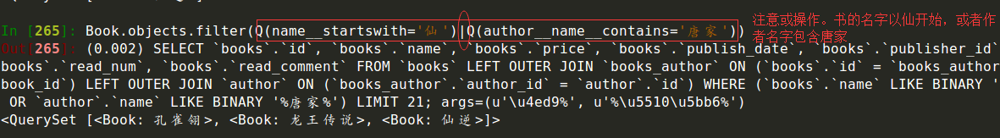 In [265]: Book.objects.filter(Q(name__startswith='仙')|Q(author__name__contains='唐家'))
注意或操作。书的名字以仙开始，或者作
者名字包含唐家
Out[265]: (0.002) SELECT `books`.`id`, `books`.`name`, `books`.`price`, `books`.`publish_date`, `books`.`publisher_id`
books`.`read_num`, `books`.`read_comment` FROM `books` LEFT OUTER JOIN `books_author` ON (`books`.`id` = `books_author
book_id`) LEFT OUTER JOIN `author` ON (`books_author`.`author_id` = `author`.`id`) WHERE (`books`.`name` LIKE BINARY '
 OR `author`.`name` LIKE BINARY '%唐家%') LIMIT 21; args=(u'\u4ed9%', u'%\u5510\u5bb6%')
<QuerySet [<Book: 孔雀翎>, <Book: 龙王传说>, <Book: 仙逆>]>